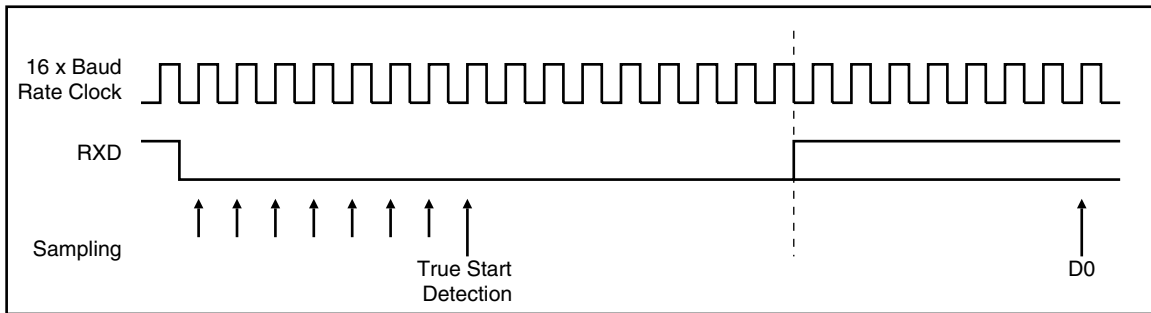 16 x Baud
Rate Clock
RXD
Sampling
True Start
Detection
D0